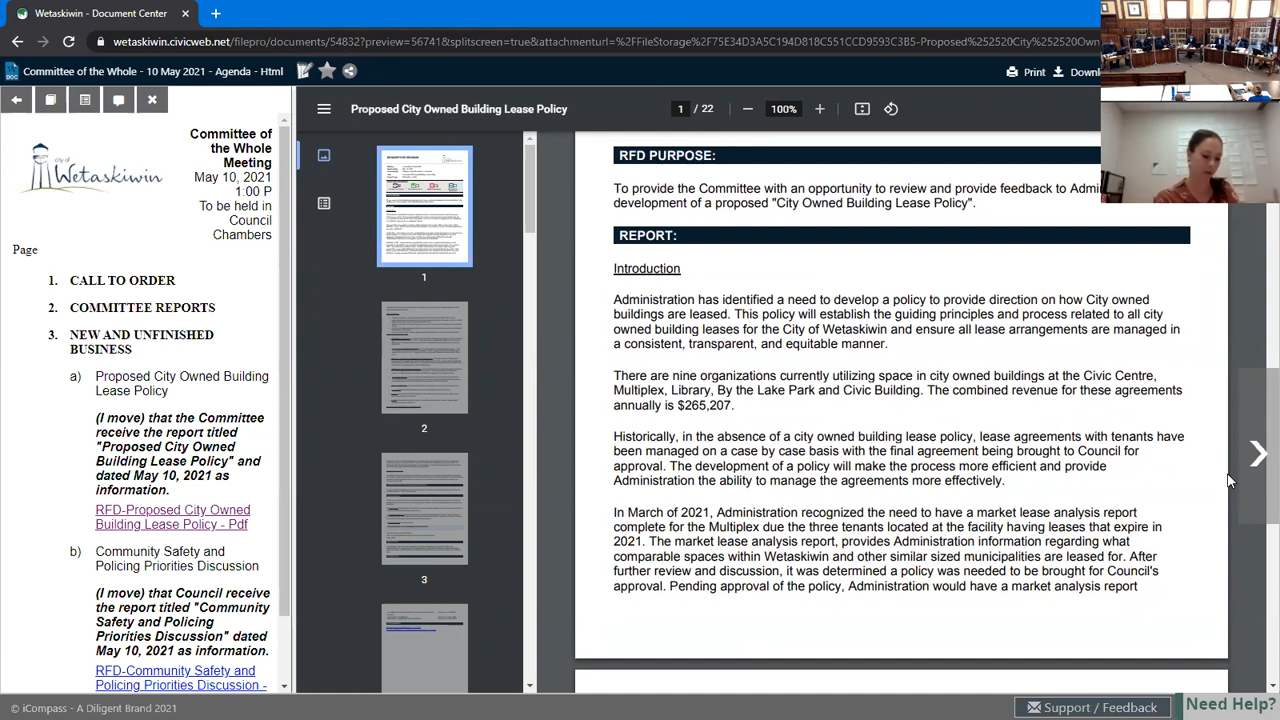 Wetaskiwin - Document Center
wetaskiwin.civicweb.net/filepro/documents/54832?preview=56741&splitscreen=true&
Committee of the Whole - 10 May 2021 - Agenda - Html
Print
Downl
Committee of
the Whole
Meeting
May 10, 2021
1:00 P
To be held in
Council
Chambers
city of
Wetaskiwin
Page
1. CALL TO ORDER
2. COMMITTEE REPORTS
3. NEW AND UNFINISHED
BUSINESS
a) Proposed City Owned Building
Lease Policy
(I move) that the Committee
receive the report titled
"Proposed City Owned
Building Lease Policy" and
dated May 10, 2021 as
information.
RFD-Proposed City Owned
Building Lease Policy - Pdf
b) Community Safety and
Policing Priorities Discussion
(I move) that Council receive
the report titled "Community
Safety and Policing
Priorities Discussion" dated
May 10, 2021 as information.
RFD-Community Safety and
Policing Priorities Discussion -
Proposed City Owned Building Lease Policy
1 / 22
100%
1
2
3
RFD PURPOSE:
To provide the Committee with an opportunity to review and provide feedback to Admi
development of a proposed "City Owned Building Lease Policy".
REPORT:
Introduction
Administration has identified a need to develop a policy to provide direction on how City owned
buildings are leased. This policy will establish the guiding principles and process related to all city
owned building leases for the City of Wetaskiwin and ensure all lease arrangements are managed in
a consistent, transparent, and equitable manner.
There are nine organizations currently utilizing space in city owned buildings at the Civic Centre,
Multiplex, Library, By the Lake Park and Civic Building. The combined revenue for these agreements
annually is $265,207.
Historically, in the absence of a city owned building lease policy, lease agreements with tenants have
been managed on a case by case basis with the final agreement being brought to Council for
approval. The development of a policy will make the process more efficient and provide
Administration the ability to manage the agreements more effectively.
In March of 2021, Administration recognized the need to have a market lease analysis report
complete for the Multiplex due the three tenants located at the facility having leases that expire in
2021. The market lease analysis report, provides Administration information regarding what
comparable spaces within Wetaskiwin and other similar sized municipalities are leased for. After
further review and discussion, it was determined a policy was needed to be brought for Council's
approval. Pending approval of the policy, Administration would have a market analysis report
© iCompass - A Diligent Brand 2021
Support / Feedback
Need Help?